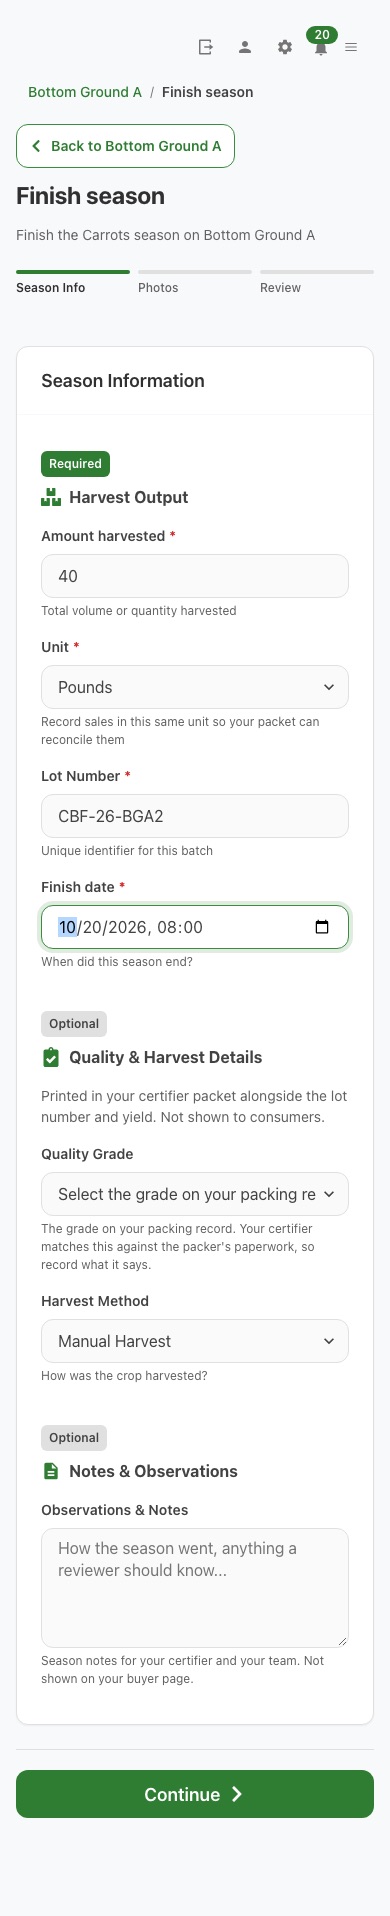 20
Bottom Ground A / Finish season
Back to Bottom Ground A
Finish season
Finish the Carrots season on Bottom Ground A
Season Info Photos Review
Season Information
Required
Harvest Output
Amount harvested *
40
Total volume or quantity harvested
Unit *
Pounds
Record sales in this same unit so your packet can
reconcile them
Lot Number *
CBF-26-BGA2
Unique identifier for this batch
Finish date *
10/20/2026, 08:00
When did this season end?
Optional
Quality & Harvest Details
Printed in your certifier packet alongside the lot
number and yield. Not shown to consumers.
Quality Grade
Select the grade on your packing re
The grade on your packing record. Your certifier
matches this against the packer's paperwork, so
record what it says.
Harvest Method
Manual Harvest
How was the crop harvested?
Optional
Notes & Observations
Observations & Notes
How the season went, anything a
reviewer should know...
Season notes for your certifier and your team. Not
shown on your buyer page.
Continue